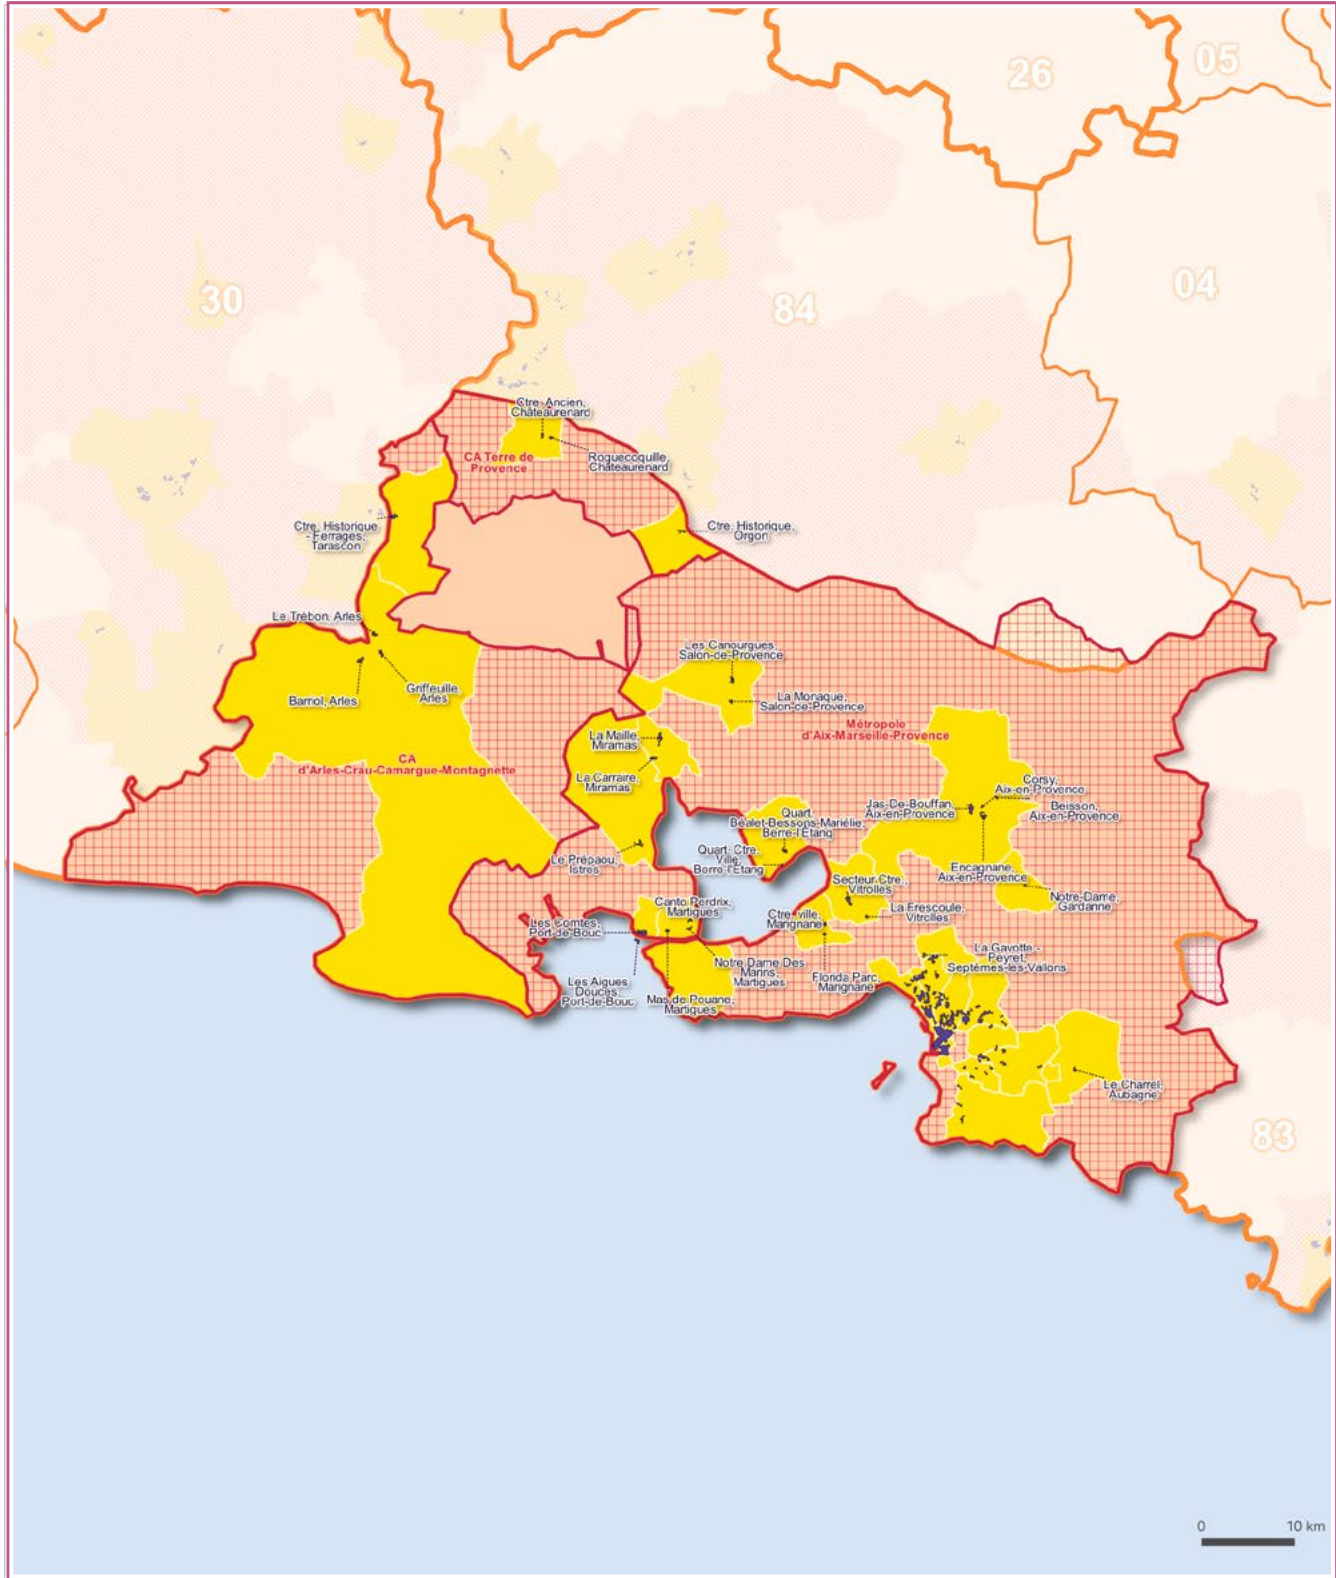 26
05
30
84
04
Ctre. Ancien,
Châteaurenard
CA Terre de
Provence
Roquecoquille,
Châteaurenard
Ctre. Historique
- Ferrages,
Tarascon
Ctre. Historique,
Orgon
Le Trébon, Arles
Les Canourgues,
Salon-de-Provence
Barriol, Arles
Griffeuille,
Arles
La Monaque,
Salon-de-Provence
Métropole
d'Aix-Marseille-Provence
La Maille,
Miramas
CA
d'Arles-Crau-Camargue-Montagnette
La Carraire,
Miramas
Corsy,
Aix-en-Provence
Jas-De-Bouffan,
Aix-en-Provence
Beisson,
Aix-en-Provence
Quart.
Béalet-Bessons-Mariélie,
Berre-l'Étang
Le Prépaou,
Istres
Quart. Ctre.
Ville,
Berre-l'Étang
Encagnane,
Aix-en-Provence
Secteur Ctre.,
Vitrolles
Notre-Dame,
Gardanne
Canto Perdrix,
Martigues
Ctre. ville,
Marignane
La Frescoule,
Vitrolles
Les Comtes,
Port-de-Bouc
La Gavotte -
Peyret,
Septèmes-les-Vallons
Notre Dame Des
Marins,
Martigues
Florida Parc,
Marignane
Les Aigues
Douces,
Port-de-Bouc
Mas de Pouane,
Martigues
Le Charrel,
Aubagne
83
0 10 km